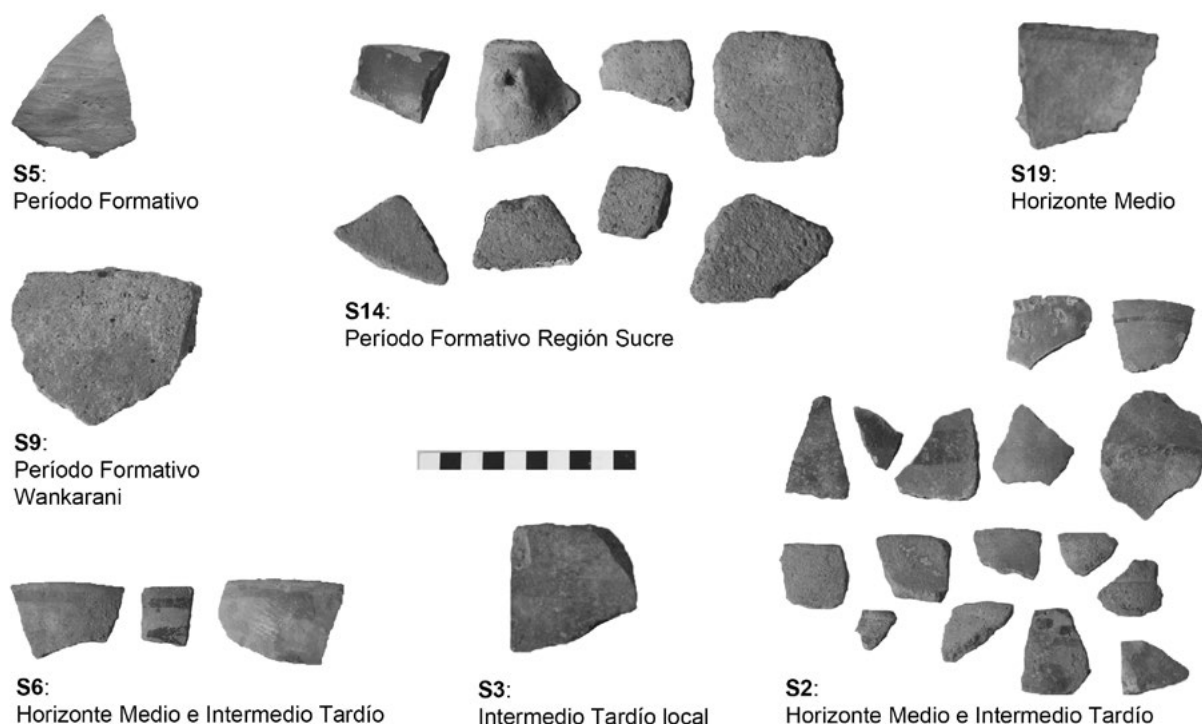 S5:
Período Formativo
S14:
Período Formativo Región Sucre
S19:
Horizonte Medio
S9:
Período Formativo
Wankarani
S6:
Horizonte Medio e Intermedio Tardío
S3:
Intermedio Tardío local
S2:
Horizonte Medio e Intermedio Tardío